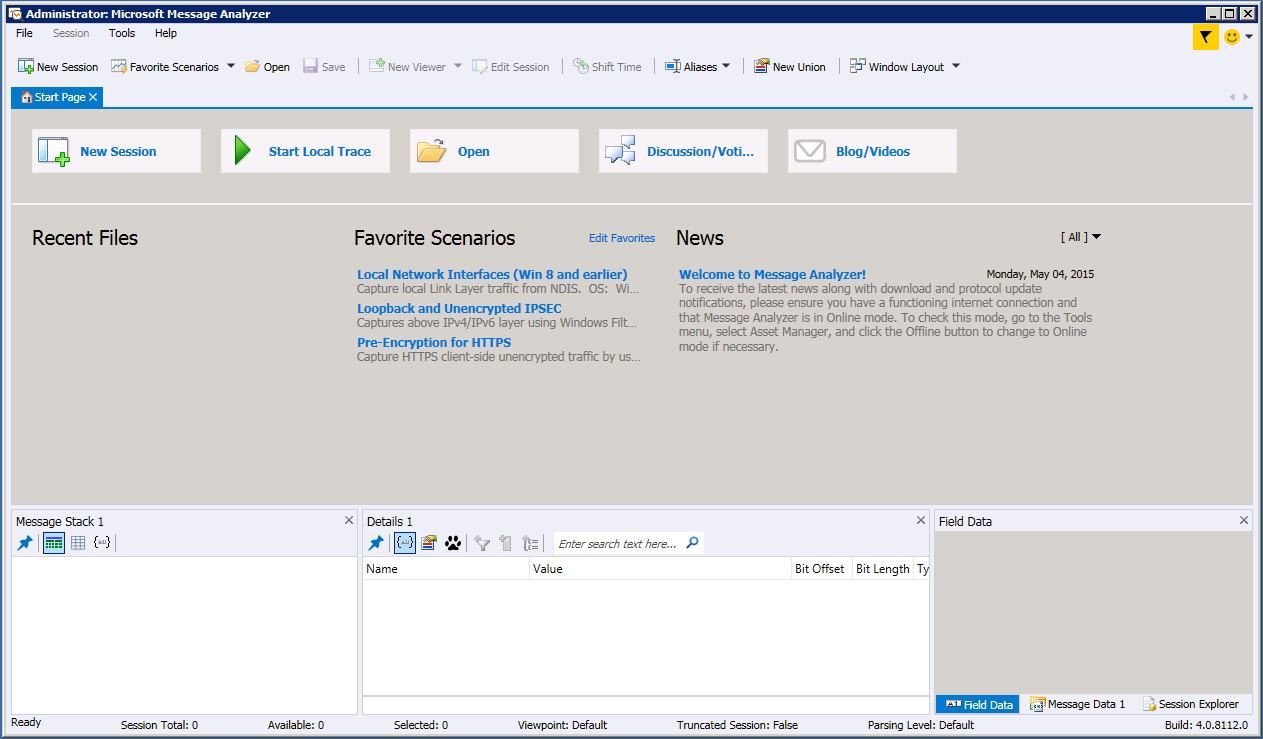 Administrator: Microsoft Message Analyzer
File Session Tools Help
New Session Favorite Scenarios Open Save New Viewer Edit Session Shift Time Aliases New Union Window Layout
Start Page
New Session Start Local Trace Open Discussion/Voti... Blog/Videos
Recent Files
Favorite Scenarios Edit Favorites
Local Network Interfaces (Win 8 and earlier)
Capture local Link Layer traffic from NDIS. OS: Wi...
Loopback and Unencrypted IPSEC
Captures above IPv4/IPv6 layer using Windows Filt...
Pre-Encryption for HTTPS
Capture HTTPS client-side unencrypted traffic by us...
News [ All ]
Welcome to Message Analyzer! Monday, May 04, 2015
To receive the latest news along with download and protocol update
notifications, please ensure you have a functioning internet connection and
that Message Analyzer is in Online mode. To check this mode, go to the Tools
menu, select Asset Manager, and click the Offline button to change to Online
mode if necessary.
Message Stack 1
Details 1
Enter search text here...
Name Value Bit Offset Bit Length Ty
Field Data
Field Data Message Data 1 Session Explorer
Ready Session Total: 0 Available: 0 Selected: 0 Viewpoint: Default Truncated Session: False Parsing Level: Default Build: 4.0.8112.0